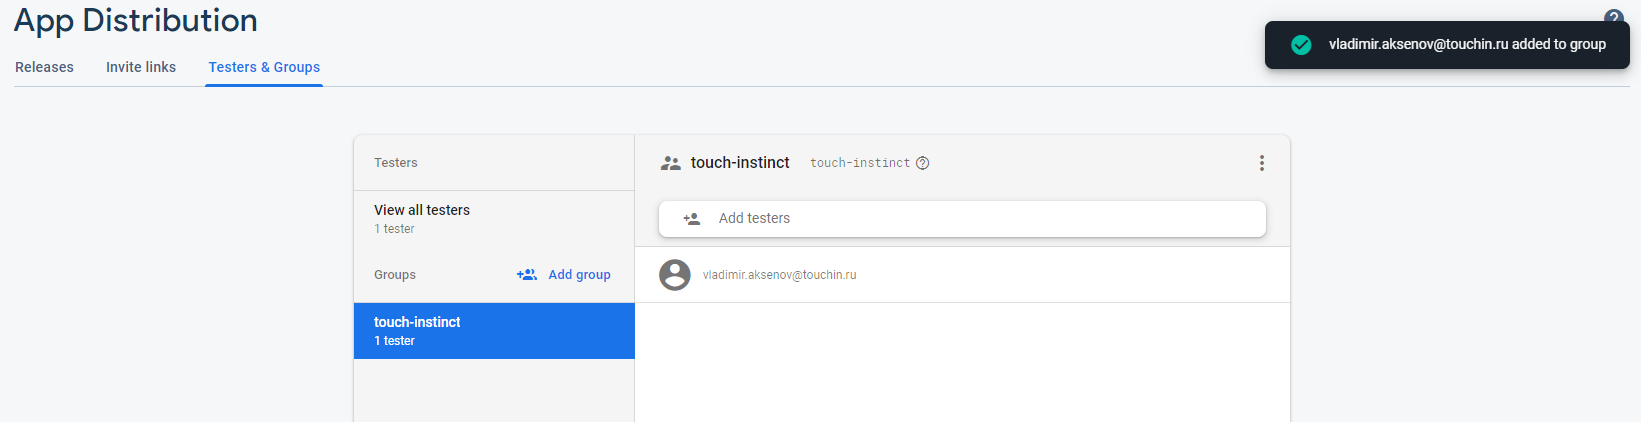 App Distribution
?
vladimir.aksenov@touchin.ru added to group
Releases Invite links Testers & Groups
Testers
View all testers
1 tester
Groups Add group
touch-instinct
1 tester
touch-instinct touch-instinct ?
Add testers
vladimir.aksenov@touchin.ru